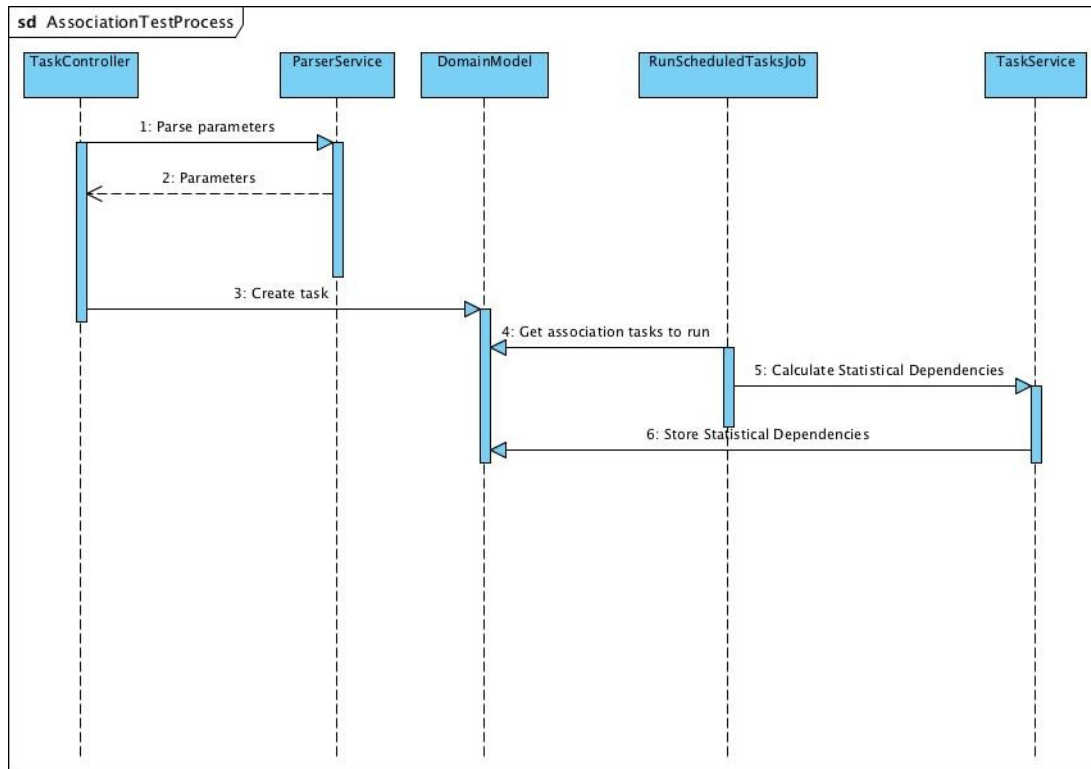 sd AssociationTestProcess
TaskController
ParserService
DomainModel
RunScheduledTasksJob
TaskService
1: Parse parameters
2: Parameters
3: Create task
4: Get association tasks to run
5: Calculate Statistical Dependencies
6: Store Statistical Dependencies